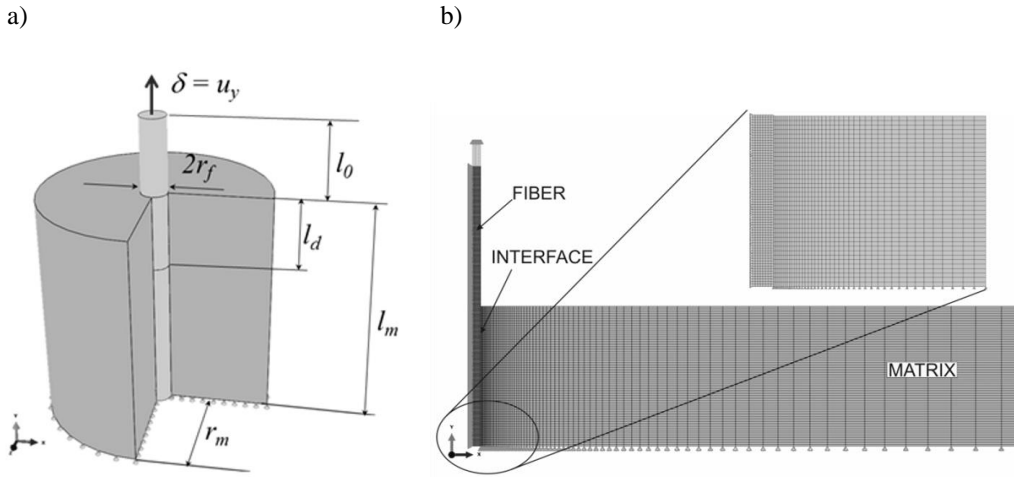 a)
b)
δ = u_y
l_0
2r_f
l_d
l_m
r_m
FIBER
INTERFACE
MATRIX